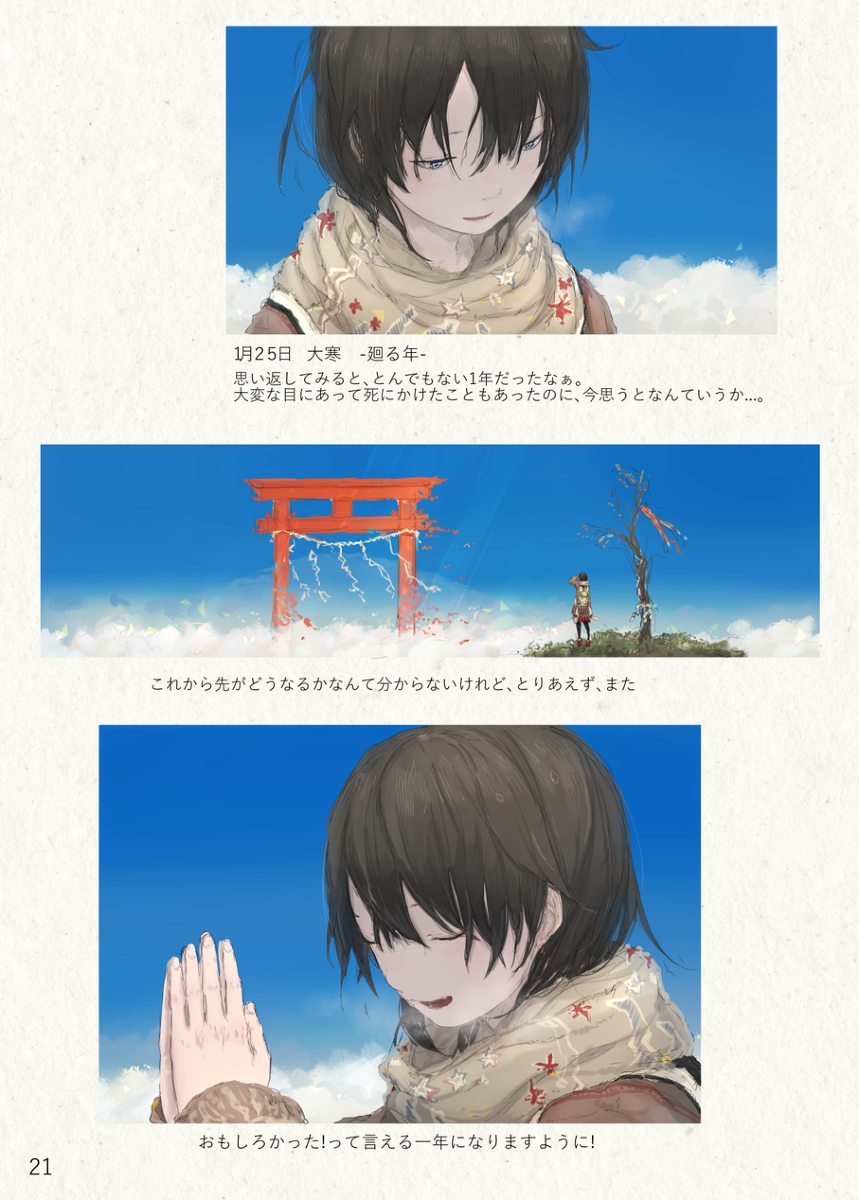 1月25日 大寒 -廻る年-
思い返してみると、とんでもない1年だったなぁ。
大変な目にあって死にかけたこともあったのに、今思うとなんていうか…。
これから先がどうなるかなんて分からないけれど、とりあえず、また
おもしろかった!って言える一年になりますように!
21